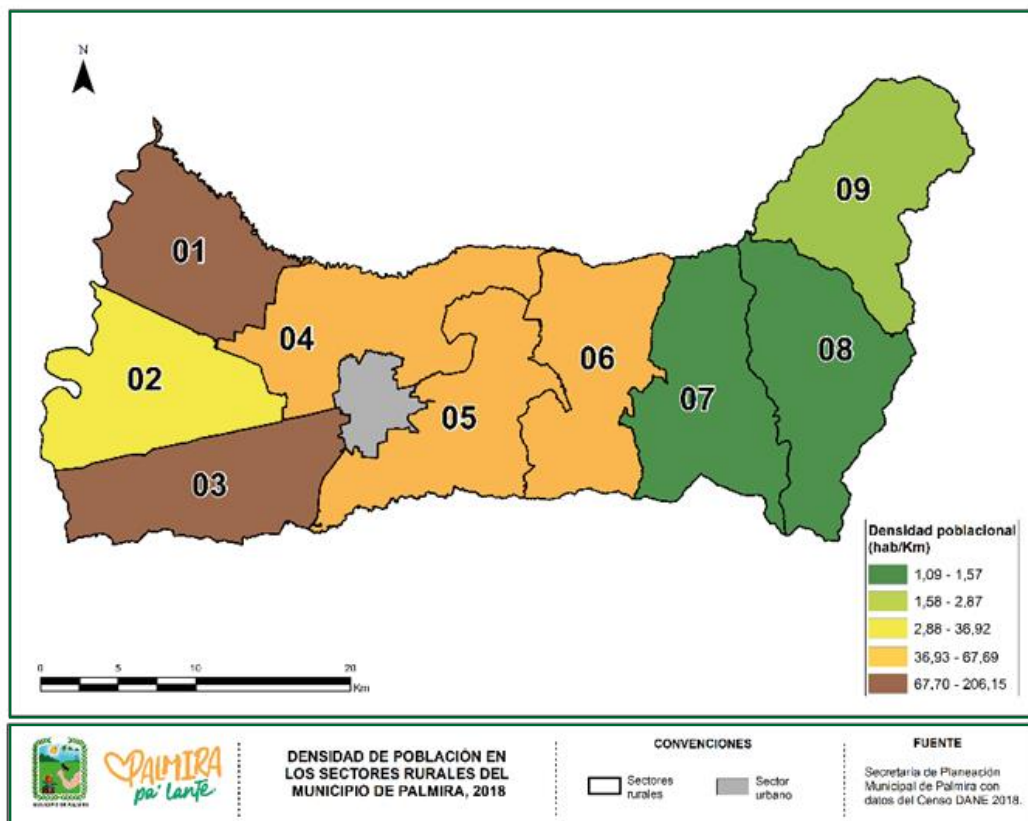 N
09
01
04
06
08
02
07
05
03
Densidad poblacional
(hab/Km)
1,09 - 1,57
1,58 - 2,87
2,88 - 36,92
36,93 - 67,69
67,70 - 206,15
0 5 10 20
Km
MUNICIPIO DE PALMIRA
PALMIRA
pa' lante
DENSIDAD DE POBLACIÓN EN
LOS SECTORES RURALES DEL
MUNICIPIO DE PALMIRA, 2018
CONVENCIONES
Sectores
rurales
Sector
urbano
FUENTE
Secretaría de Planeación
Municipal de Palmira con
datos del Censo DANE 2018.